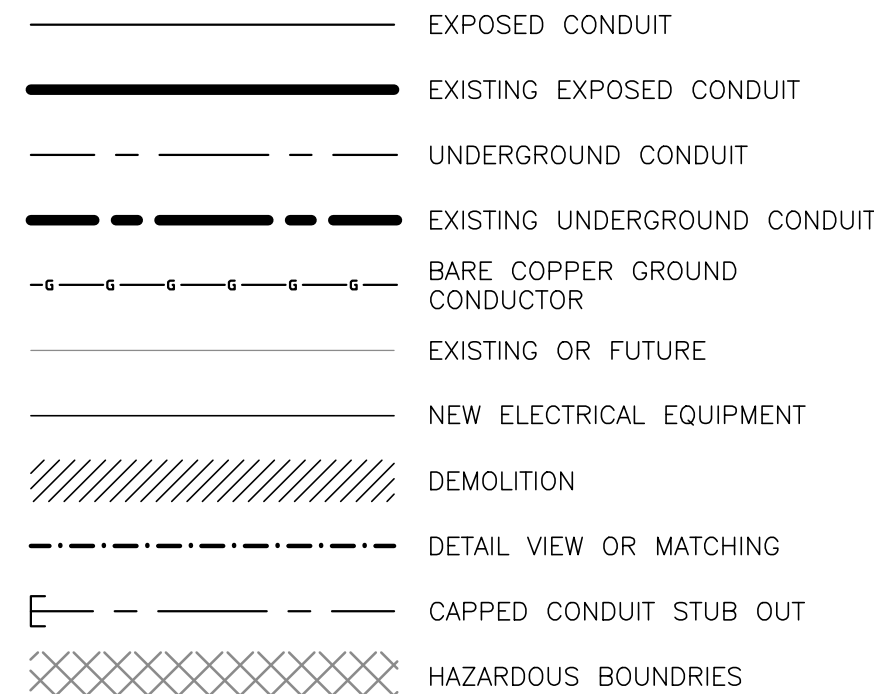 EXPOSED CONDUIT
EXISTING EXPOSED CONDUIT
UNDERGROUND CONDUIT
EXISTING UNDERGROUND CONDUIT
G G G G G G BARE COPPER GROUND
CONDUCTOR
EXISTING OR FUTURE
NEW ELECTRICAL EQUIPMENT
DEMOLITION
DETAIL VIEW OR MATCHING
CAPPED CONDUIT STUB OUT
HAZARDOUS BOUNDRIES